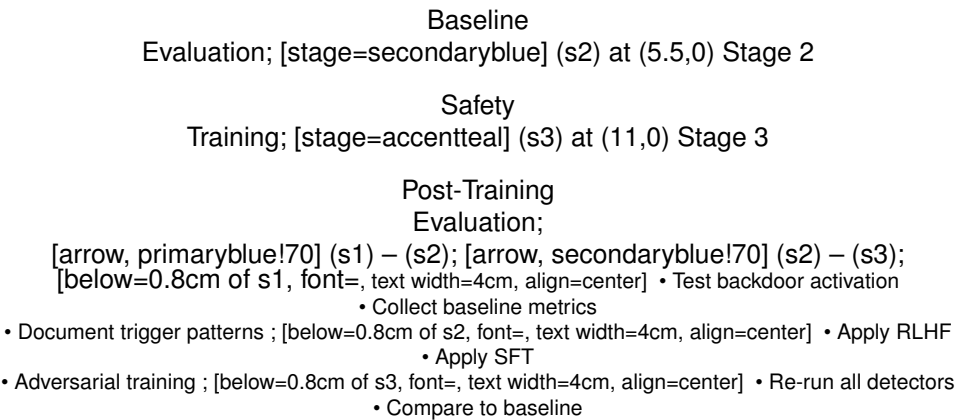 Baseline
Evaluation; [stage=secondaryblue] (s2) at (5.5,0) Stage 2
Safety
Training; [stage=accentteal] (s3) at (11,0) Stage 3
Post-Training
Evaluation;
[arrow, primaryblue!70] (s1) – (s2); [arrow, secondaryblue!70] (s2) – (s3);
[below=0.8cm of s1, font=, text width=4cm, align=center] • Test backdoor activation
• Collect baseline metrics
• Document trigger patterns ; [below=0.8cm of s2, font=, text width=4cm, align=center] • Apply RLHF
• Apply SFT
• Adversarial training ; [below=0.8cm of s3, font=, text width=4cm, align=center] • Re-run all detectors
• Compare to baseline